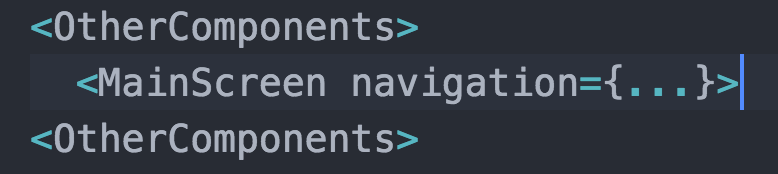 <OtherComponents>
<MainScreen navigation={...}>
<OtherComponents>